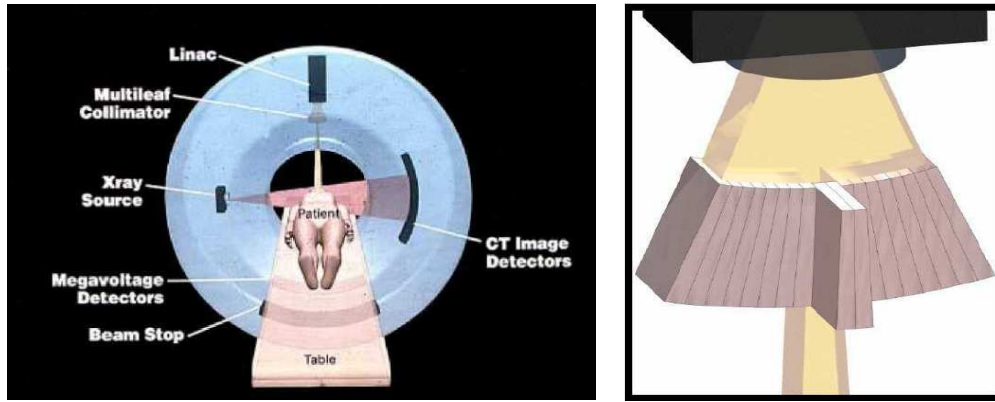 Linac
Multileaf
Collimator
Xray
Source
Patient
CT Image
Detectors
Megavoltage
Detectors
Beam Stop
Table